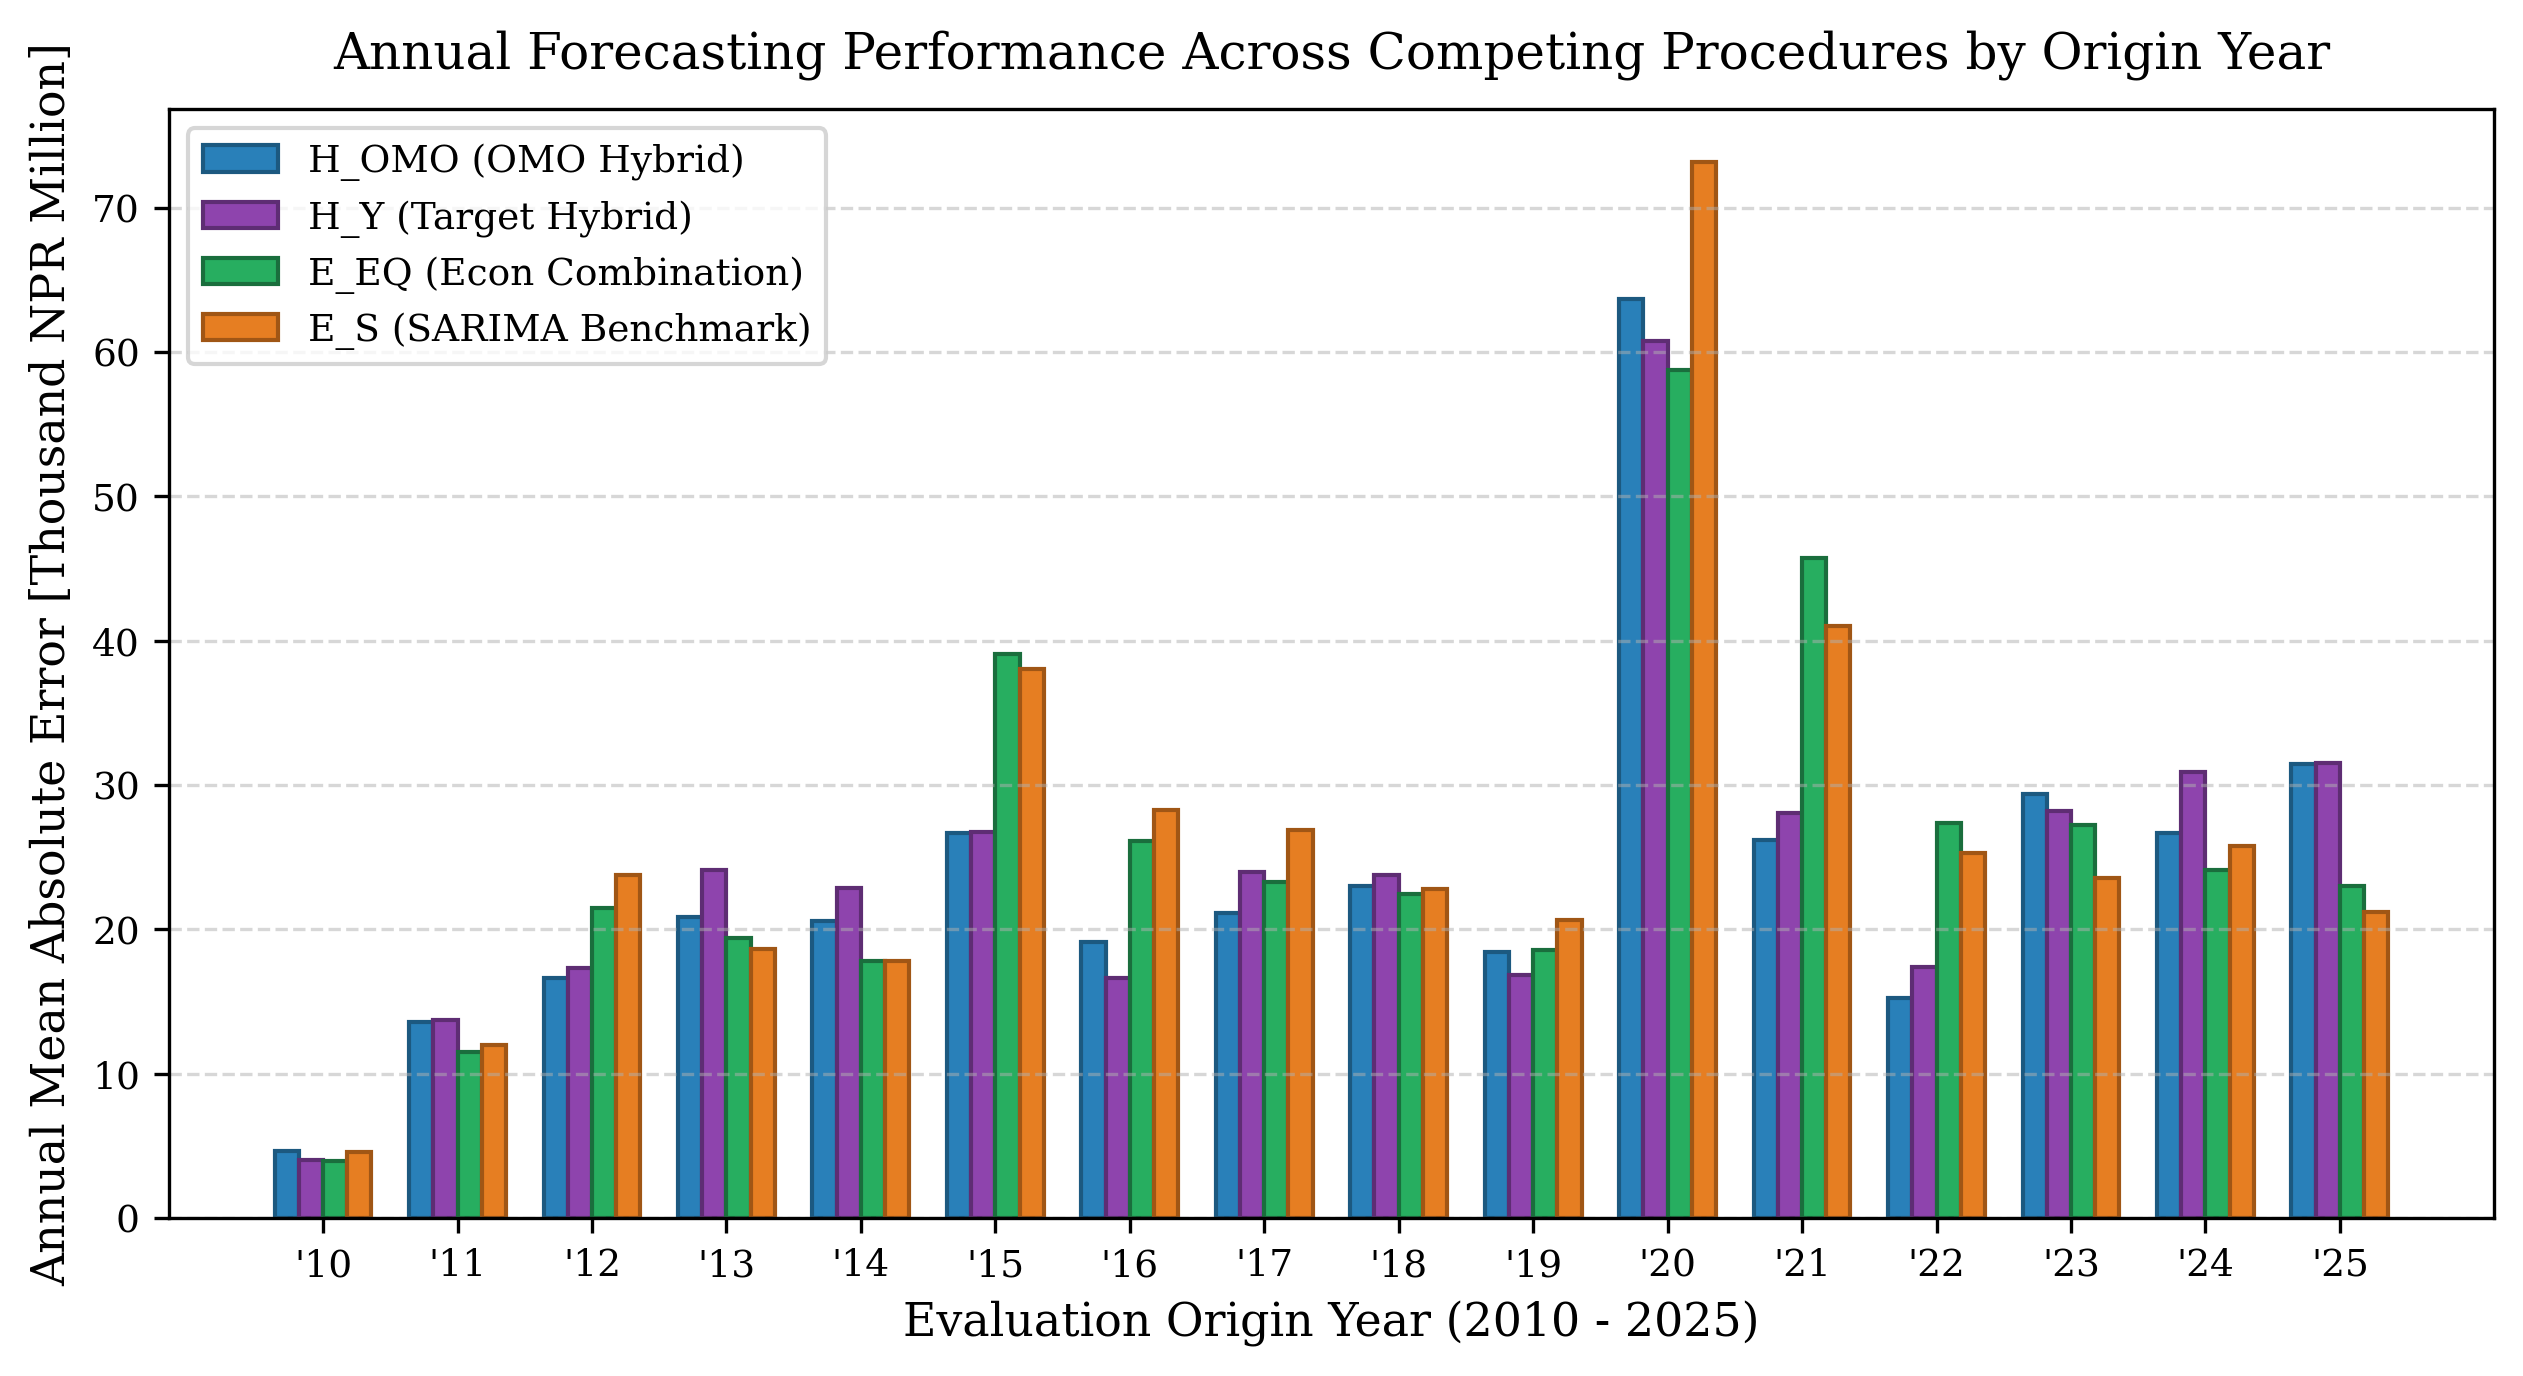 Annual Forecasting Performance Across Competing Procedures by Origin Year
Annual Mean Absolute Error [Thousand NPR Million]
H_OMO (OMO Hybrid)
H_Y (Target Hybrid)
E_EQ (Econ Combination)
E_S (SARIMA Benchmark)
70
60
50
40
30
20
10
0
'10 '11 '12 '13 '14 '15 '16 '17 '18 '19 '20 '21 '22 '23 '24 '25
Evaluation Origin Year (2010 - 2025)